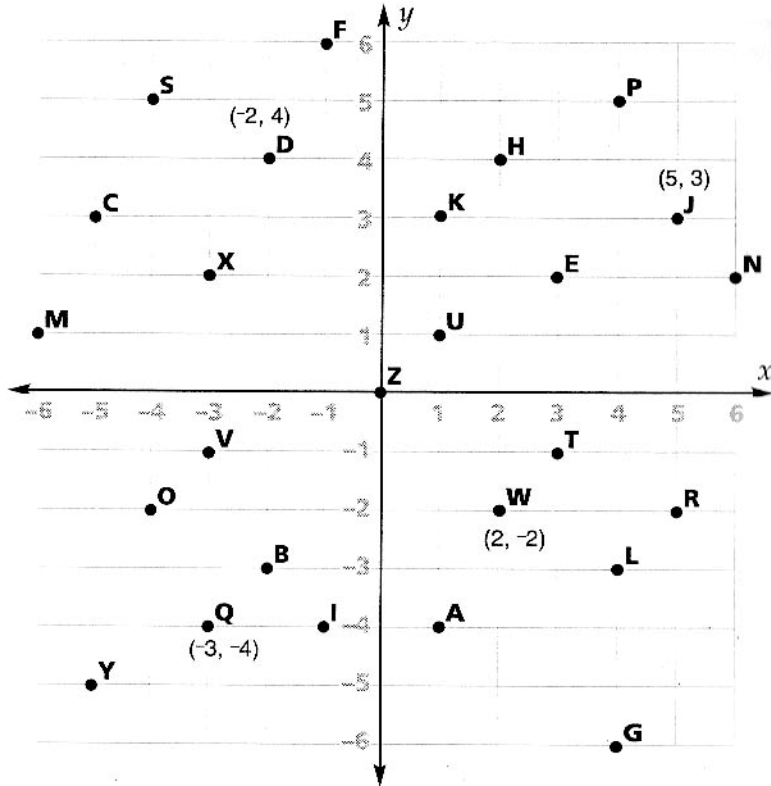 y
F
6
S
P
5
(-2, 4)
D
H
4
(5, 3)
C
K
J
3
X
E
N
2
M
U
1
Z
x
-6 -5 -4 -3 -2 -1 1 2 3 4 5 6
V
T
-1
O
W
R
-2
(2, -2)
B
L
-3
Q
I
A
-4
(-3, -4)
Y
-5
G
-6